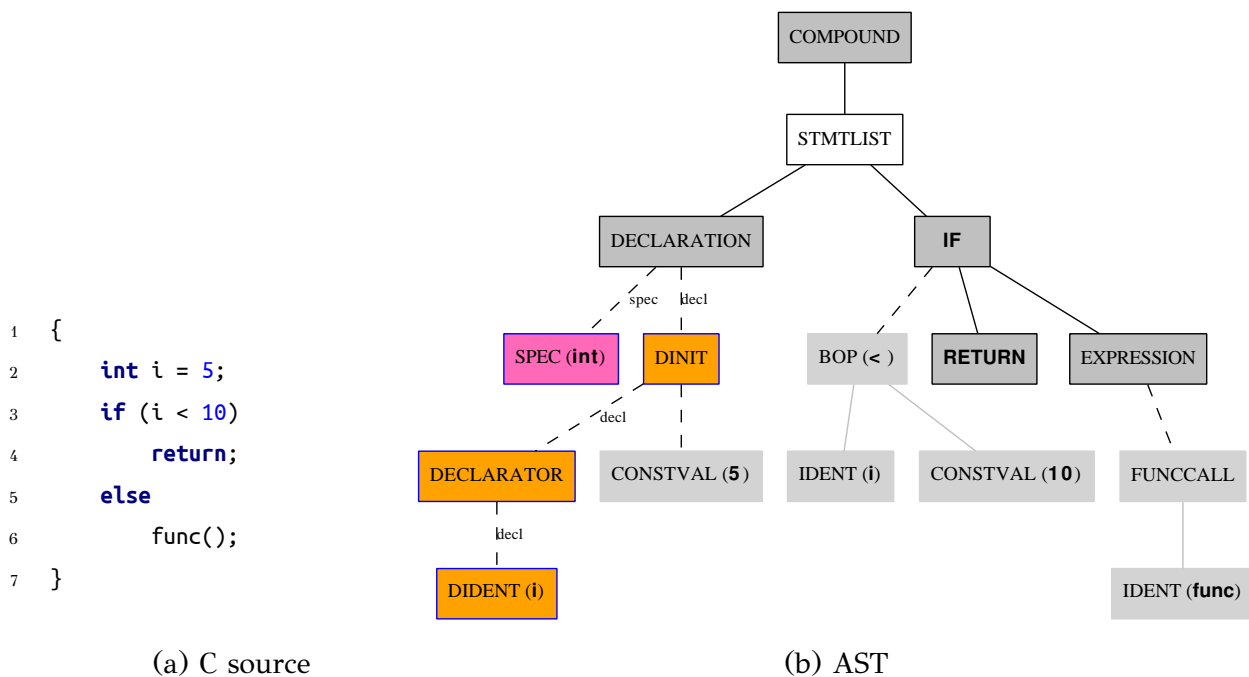 COMPOUND
STMTLIST
DECLARATION
IF
spec
decl
1 {
SPEC (int)
DINIT
BOP (< )
RETURN
EXPRESSION
2 int i = 5;
3 if (i < 10)
decl
4 return;
DECLARATOR
CONSTVAL (5)
IDENT (i)
CONSTVAL (10)
FUNCCALL
5 else
6 func();
decl
7 }
DIDENT (i)
IDENT (func)
(a) C source
(b) AST